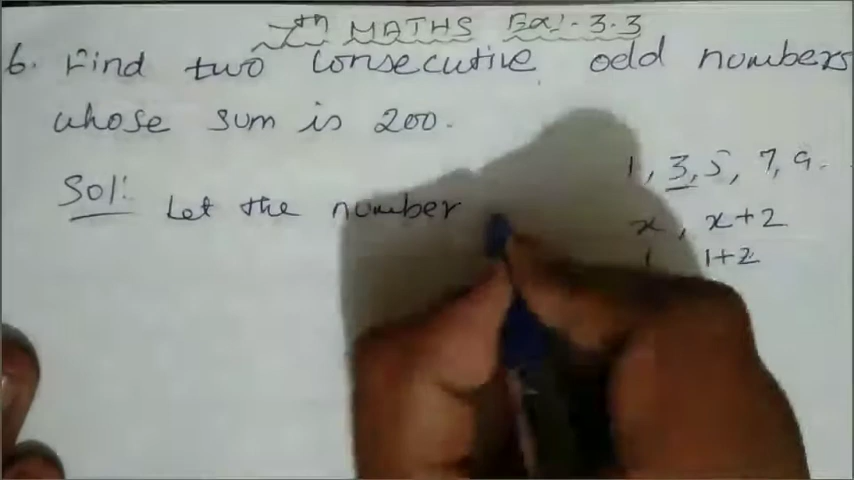 7th MATHS Ex:- 3.3
6. Find two consecutive odd numbers
whose sum is 200.
1, 3, 5, 7, 9.
Sol: Let the number
x, x+2
1 1+2